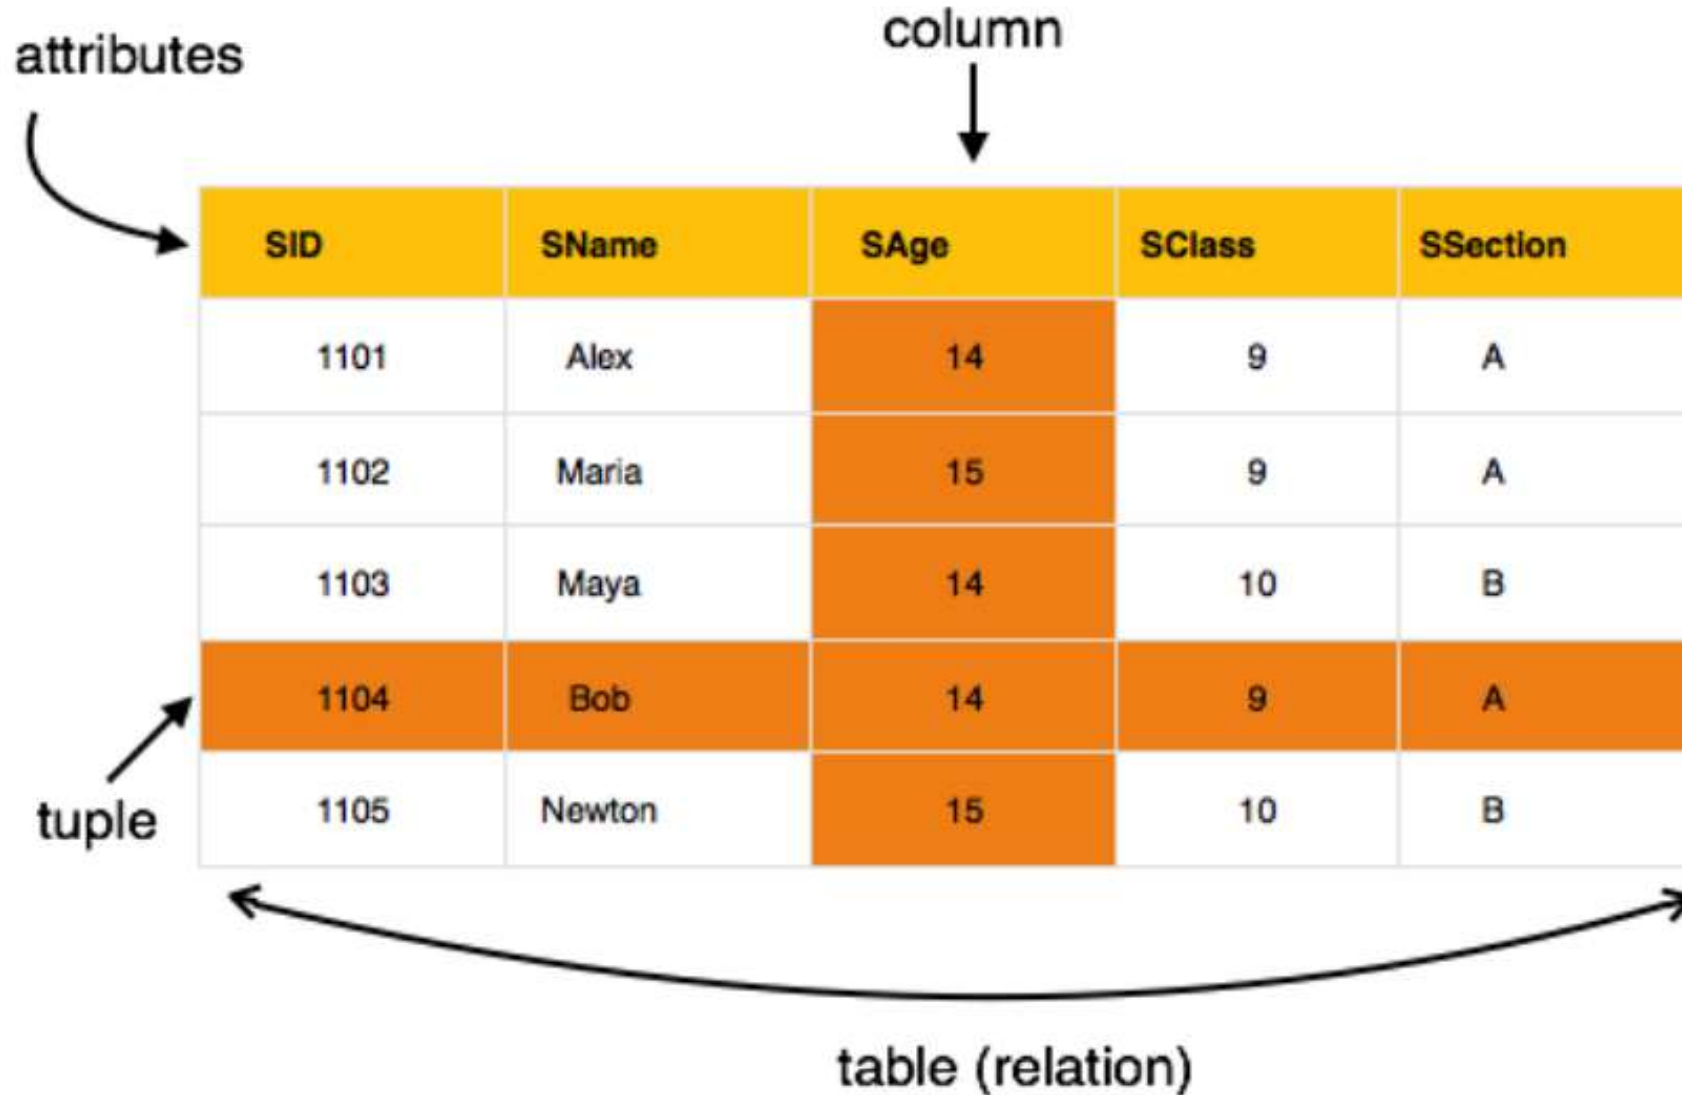 attributes
column
SID SName SAge SClass SSection
1101 Alex 14 9 A
1102 Maria 15 9 A
1103 Maya 14 10 B
1104 Bob 14 9 A
tuple
1105 Newton 15 10 B
table (relation)